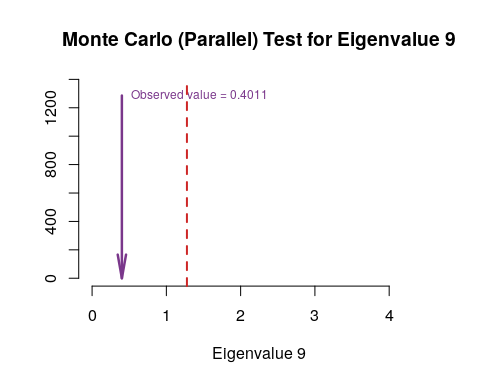 Monte Carlo (Parallel) Test for Eigenvalue 9
Observed value = 0.4011
1200
800
400
0
0 1 2 3 4
Eigenvalue 9